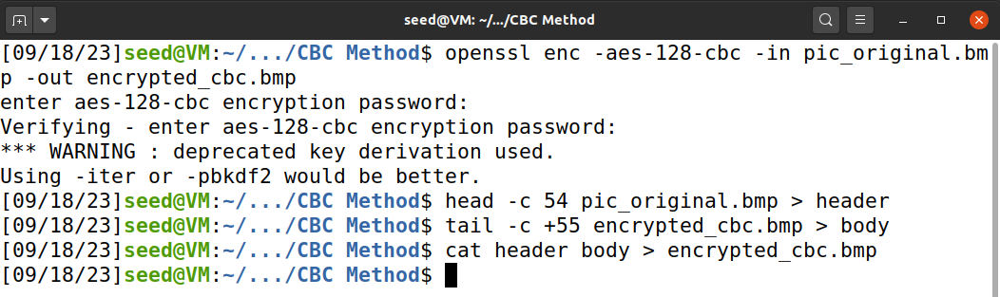 seed@VM: ~/.../CBC Method
[09/18/23]seed@VM:~/.../CBC Method$ openssl enc -aes-128-cbc -in pic_original.bm
p -out encrypted_cbc.bmp
enter aes-128-cbc encryption password:
Verifying - enter aes-128-cbc encryption password:
*** WARNING : deprecated key derivation used.
Using -iter or -pbkdf2 would be better.
[09/18/23]seed@VM:~/.../CBC Method$ head -c 54 pic_original.bmp > header
[09/18/23]seed@VM:~/.../CBC Method$ tail -c +55 encrypted_cbc.bmp > body
[09/18/23]seed@VM:~/.../CBC Method$ cat header body > encrypted_cbc.bmp
[09/18/23]seed@VM:~/.../CBC Method$